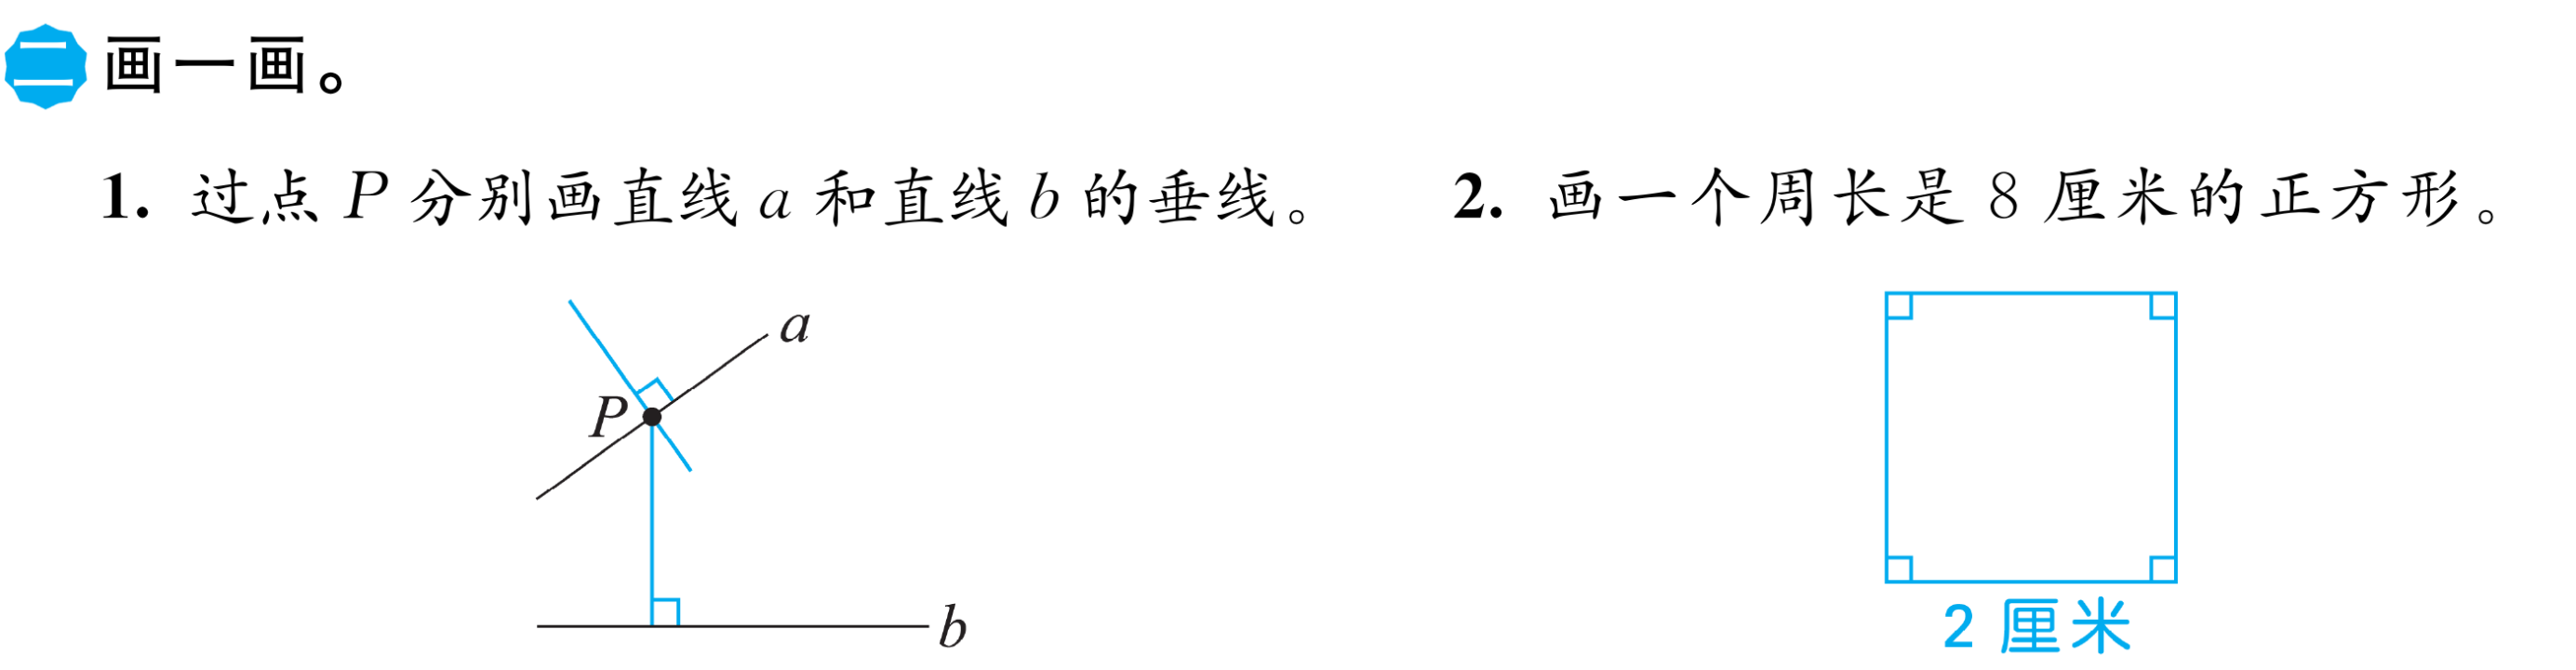 二 画一画。
1. 过点 P 分别画直线 a 和直线 b 的垂线。
2. 画一个周长是 8 厘米的正方形。
a
P
b
2 厘米